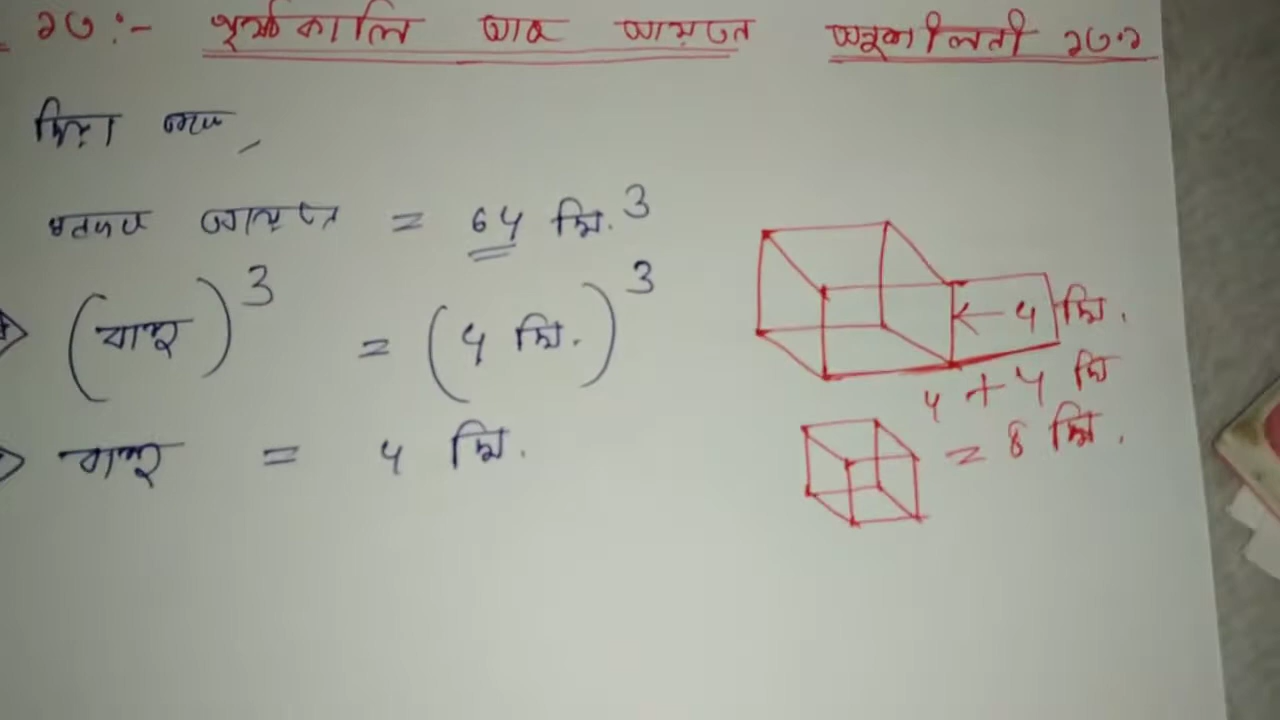 ১৩ :- পৃষ্ঠকালি আৰু আয়তন অনুশীলনী ১৩.১
দিয়া আছে,
ঘনকৰ আয়তন = 64 মি.³
(বাহু)³ = (4 মি.)³
বাহু = 4 মি.
← 4 মি.
4 + 4 মি
= 8 মি.